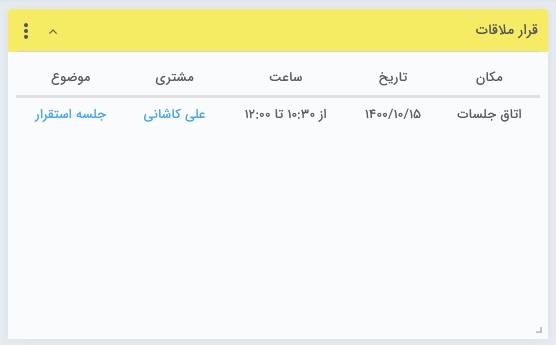 قرار ملاقات
مکان تاریخ ساعت مشتری موضوع
اتاق جلسات ۱۴۰۰/۱۰/۱۵ از ۱۰:۳۰ تا ۱۲:۰۰ علی کاشانی جلسه استقرار